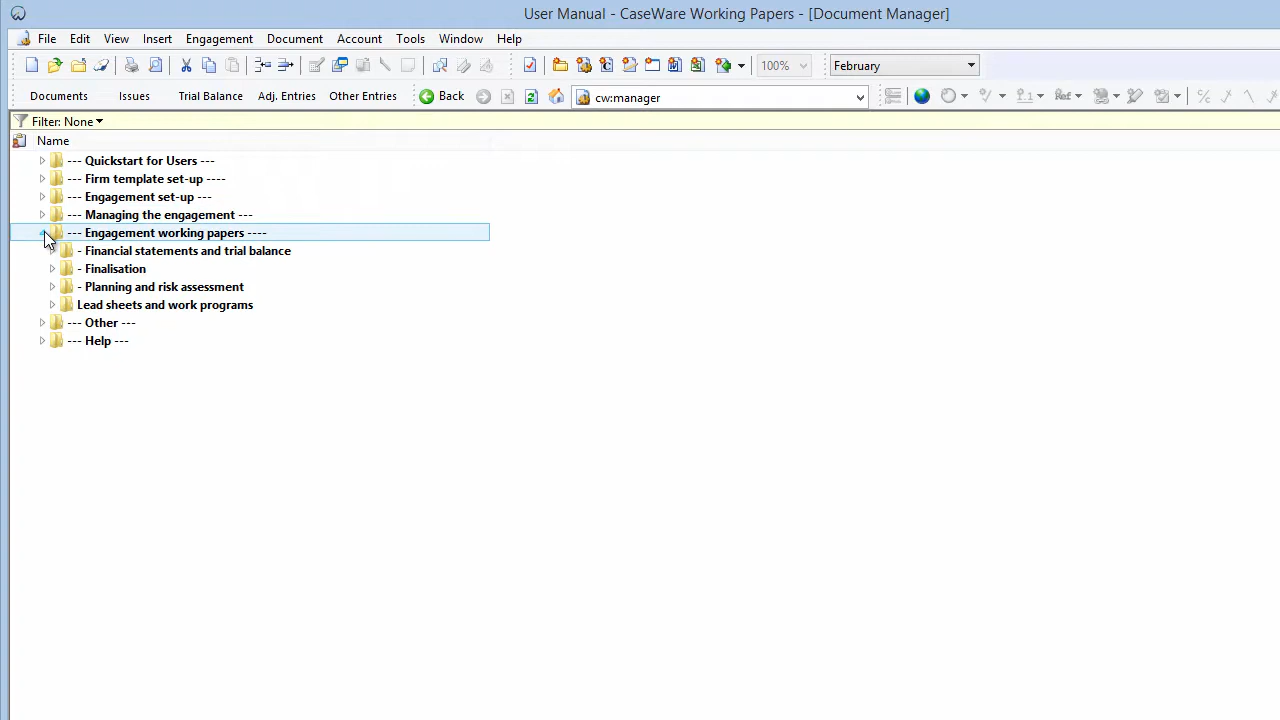 User Manual - CaseWare Working Papers - [Document Manager]
File Edit View Insert Engagement Document Account Tools Window Help
100% February
Documents Issues Trial Balance Adj. Entries Other Entries Back cw:manager
Filter: None
Name
--- Quickstart for Users ---
--- Firm template set-up ----
--- Engagement set-up ---
--- Managing the engagement ---
--- Engagement working papers ----
- Financial statements and trial balance
- Finalisation
- Planning and risk assessment
Lead sheets and work programs
--- Other ---
--- Help ---